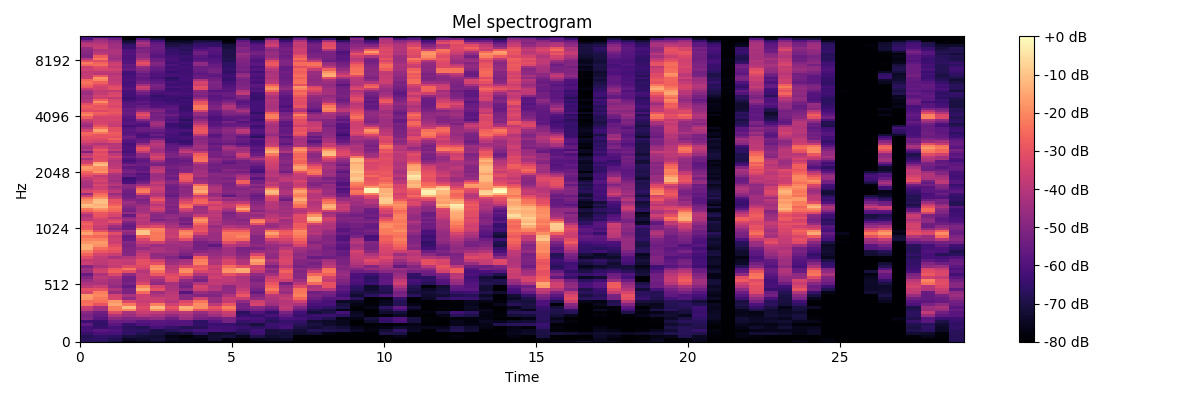 Mel spectrogram
Hz
8192
4096
2048
1024
512
0
0 5 10 15 20 25
Time
+0 dB
-10 dB
-20 dB
-30 dB
-40 dB
-50 dB
-60 dB
-70 dB
-80 dB